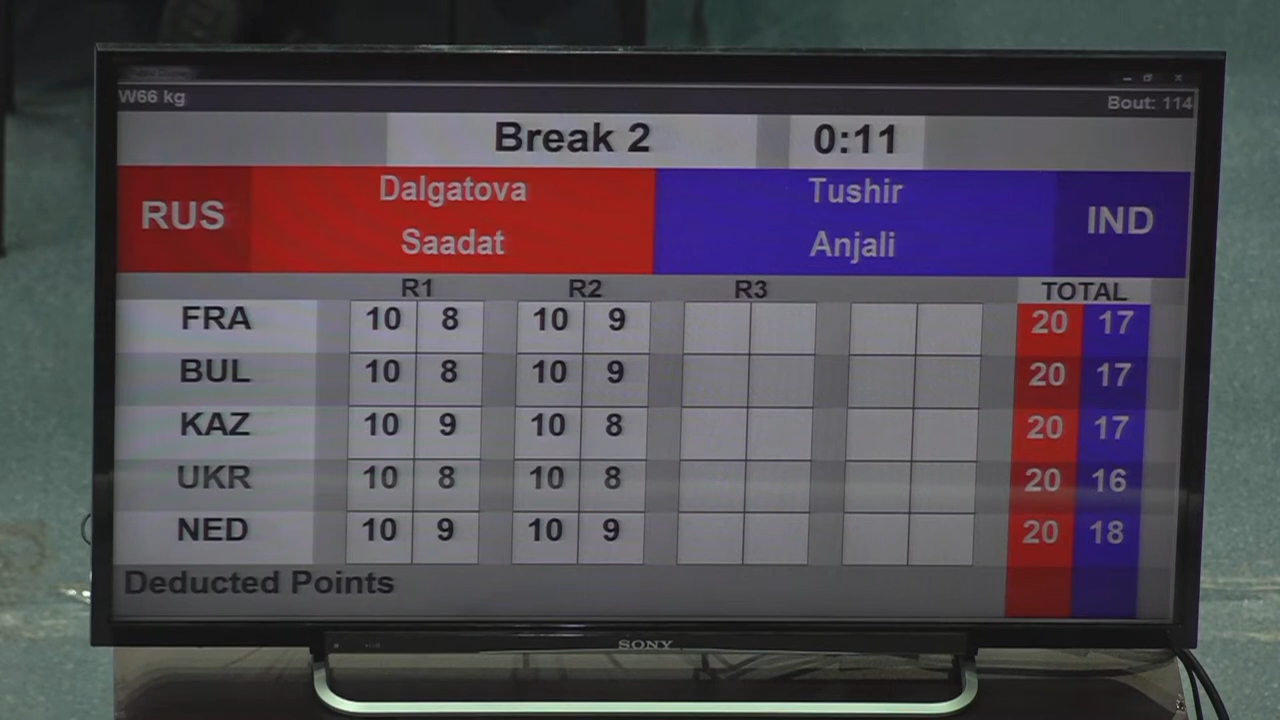 W66 kg
Bout: 114
Break 2 0:11
RUS Dalgatova Saadat Tushir Anjali IND
R1 R2 R3 TOTAL
FRA 10 8 10 9 20 17
BUL 10 8 10 9 20 17
KAZ 10 9 10 8 20 17
UKR 10 8 10 8 20 16
NED 10 9 10 9 20 18
Deducted Points
SONY